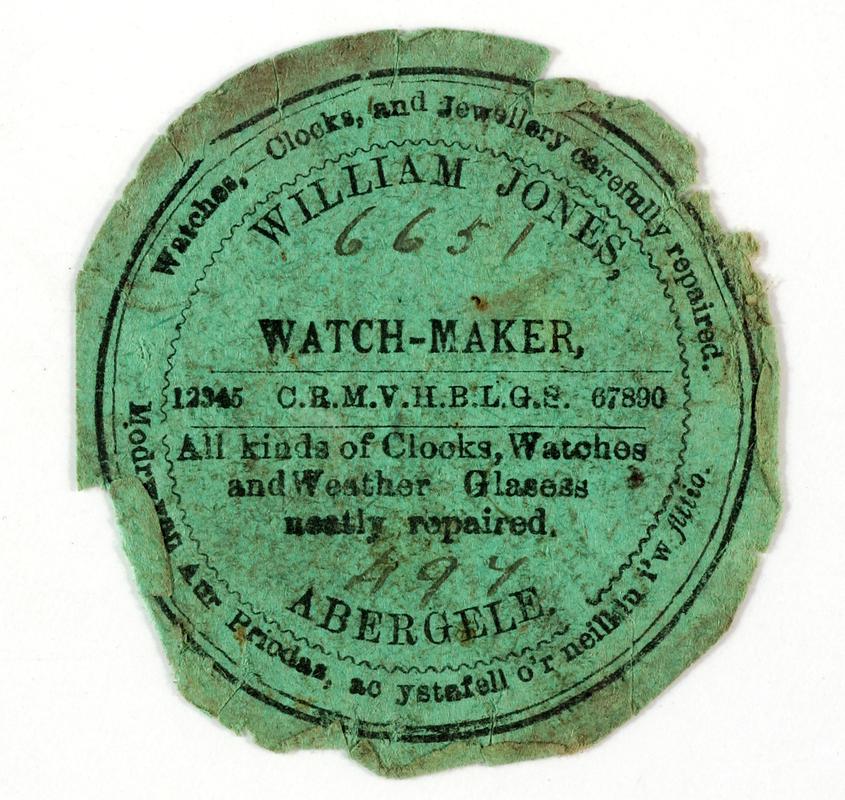 Watches, Clocks, and Jewellery carefully repaired.
WILLIAM JONES,
6651
WATCH-MAKER,
12345 C.R.M.V.H.B.L.G.S. 67890
All kinds of Clocks, Watches
and Weather Glasess
neatly repaired.
ABERGELE.
Aur Priodas, ac ystafell o'r neilldu i'w ffitio.